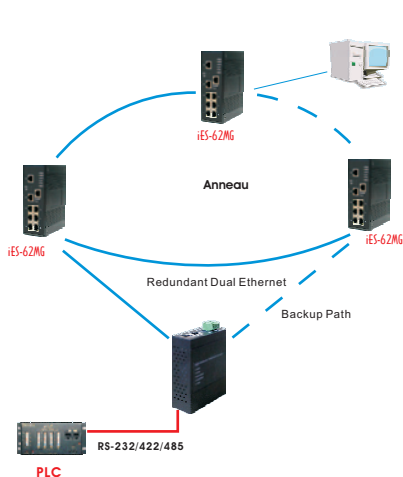 iES-62MG
Anneau
iES-62MG
iES-62MG
Redundant Dual Ethernet
Backup Path
RS-232/422/485
PLC